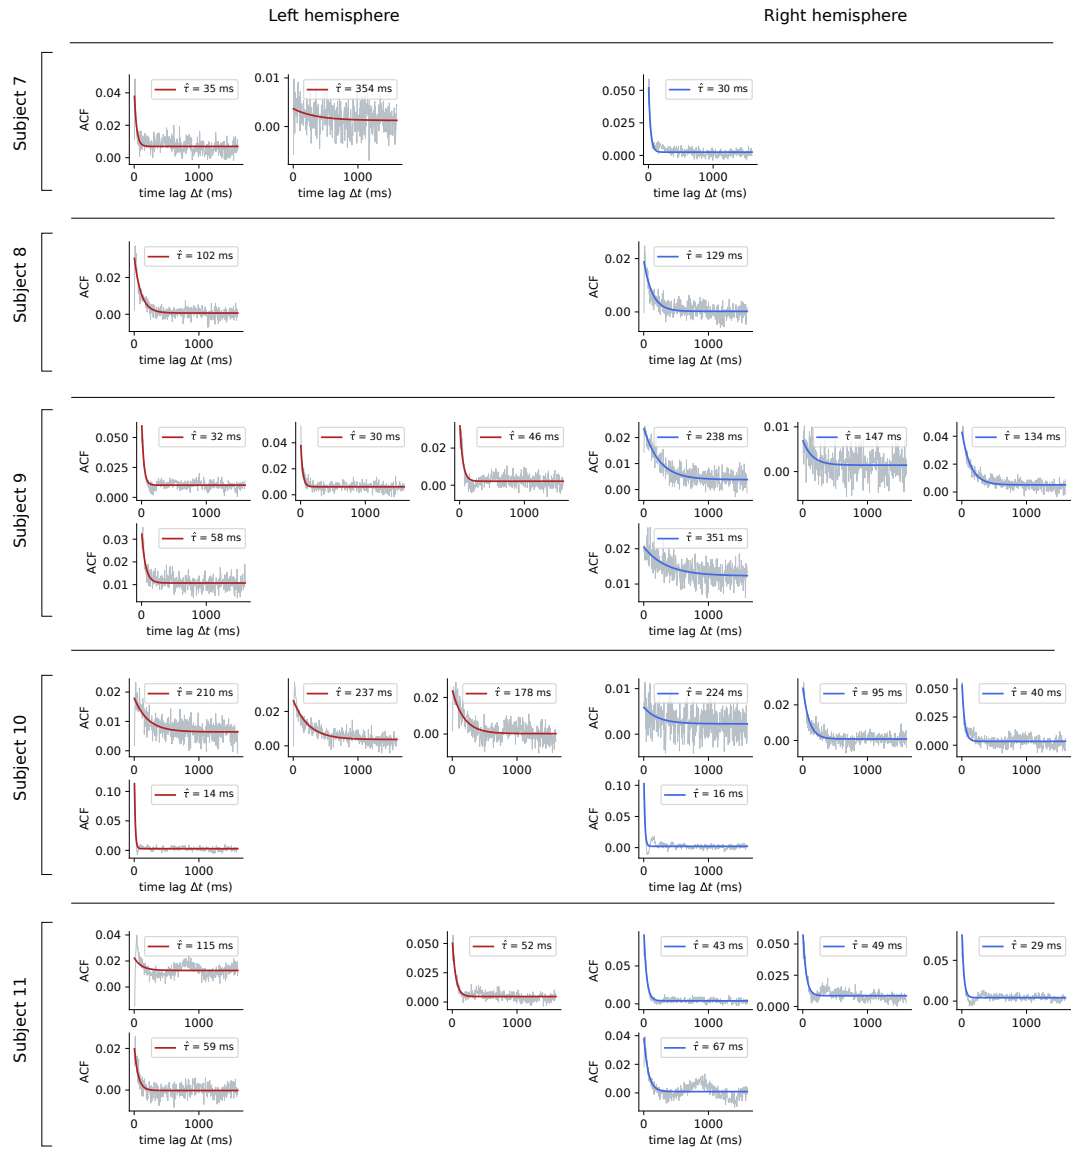 Left hemisphere
Right hemisphere
Subject 7
ACF
0.04
0.02
0.00
τ̂ = 35 ms
0
1000
time lag Δt (ms)
0.01
0.00
τ̂ = 354 ms
0
1000
time lag Δt (ms)
0.050
0.025
0.000
τ̂ = 30 ms
0
1000
time lag Δt (ms)
Subject 8
ACF
0.02
0.00
τ̂ = 102 ms
0
1000
time lag Δt (ms)
ACF
0.02
0.00
τ̂ = 129 ms
0
1000
time lag Δt (ms)
Subject 9
ACF
0.050
0.025
0.000
τ̂ = 32 ms
0
1000
0.04
0.02
0.00
τ̂ = 30 ms
0
1000
0.02
0.00
τ̂ = 46 ms
0
1000
ACF
0.02
0.01
0.00
τ̂ = 238 ms
0
1000
0.01
0.00
τ̂ = 147 ms
0
1000
0.04
0.02
0.00
τ̂ = 134 ms
0
1000
ACF
0.03
0.02
0.01
τ̂ = 58 ms
0
1000
time lag Δt (ms)
ACF
0.02
0.01
τ̂ = 351 ms
0
1000
time lag Δt (ms)
Subject 10
ACF
0.02
0.01
0.00
τ̂ = 210 ms
0
1000
0.02
0.00
τ̂ = 237 ms
0
1000
0.02
0.00
τ̂ = 178 ms
0
1000
ACF
0.01
0.00
τ̂ = 224 ms
0
1000
0.02
0.00
τ̂ = 95 ms
0
1000
0.050
0.025
0.000
τ̂ = 40 ms
0
1000
ACF
0.10
0.05
0.00
τ̂ = 14 ms
0
1000
time lag Δt (ms)
ACF
0.10
0.05
0.00
τ̂ = 16 ms
0
1000
time lag Δt (ms)
Subject 11
ACF
0.04
0.02
0.00
τ̂ = 115 ms
0
1000
0.050
0.025
0.000
τ̂ = 52 ms
0
1000
ACF
0.05
0.00
τ̂ = 43 ms
0
1000
0.050
0.025
0.000
τ̂ = 49 ms
0
1000
0.05
0.00
τ̂ = 29 ms
0
1000
ACF
0.02
0.00
τ̂ = 59 ms
0
1000
time lag Δt (ms)
ACF
0.04
0.02
0.00
τ̂ = 67 ms
0
1000
time lag Δt (ms)